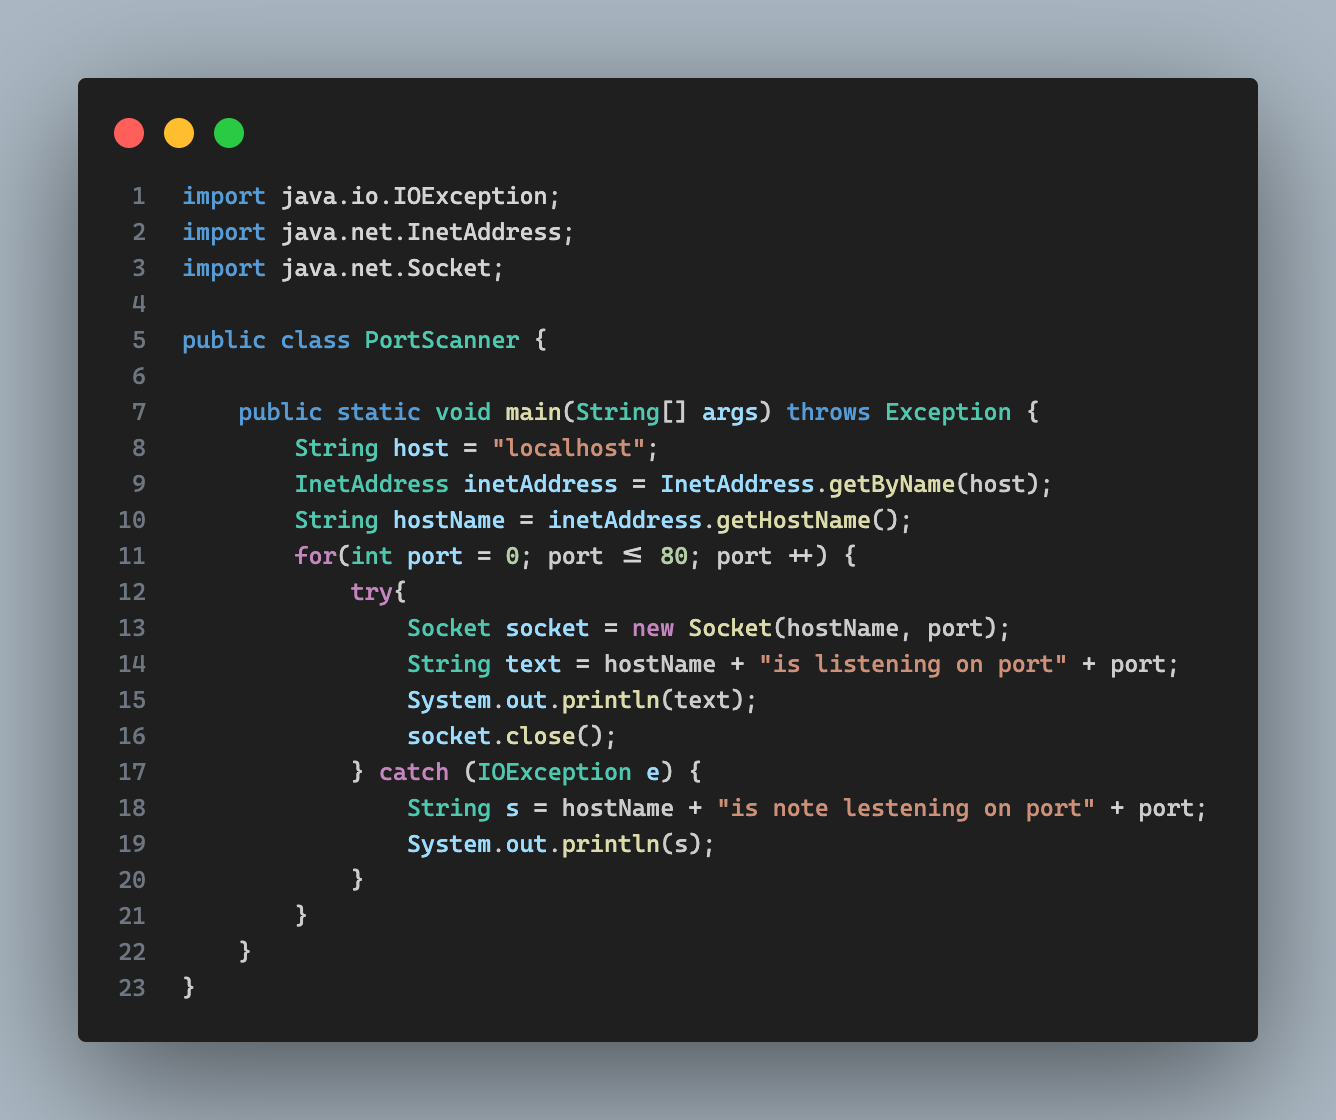 1 import java.io.IOException;
2 import java.net.InetAddress;
3 import java.net.Socket;
4
5 public class PortScanner {
6
7     public static void main(String[] args) throws Exception {
8         String host = "localhost";
9         InetAddress inetAddress = InetAddress.getByName(host);
10         String hostName = inetAddress.getHostName();
11         for(int port = 0; port <= 80; port ++) {
12             try{
13                 Socket socket = new Socket(hostName, port);
14                 String text = hostName + "is listening on port" + port;
15                 System.out.println(text);
16                 socket.close();
17             } catch (IOException e) {
18                 String s = hostName + "is note lestening on port" + port;
19                 System.out.println(s);
20             }
21         }
22     }
23 }